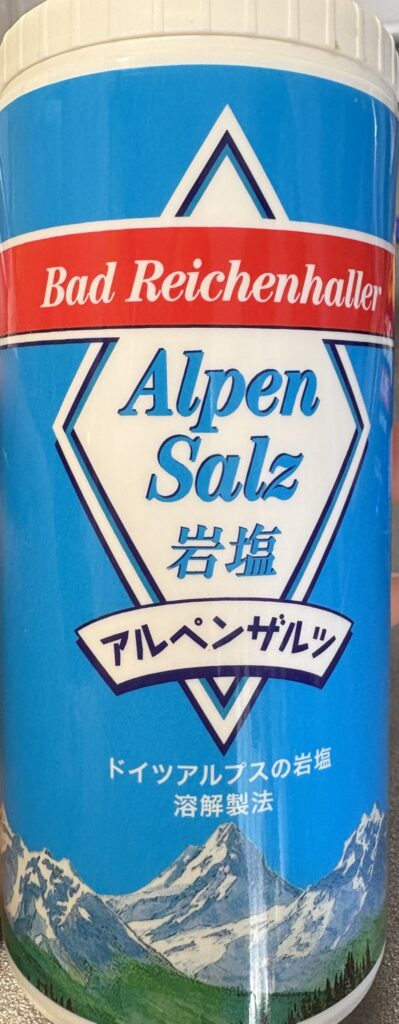 Bad Reichenhaller
Alpen
Salz
岩塩
アルペンザルツ
ドイツアルプスの岩塩
溶解製法